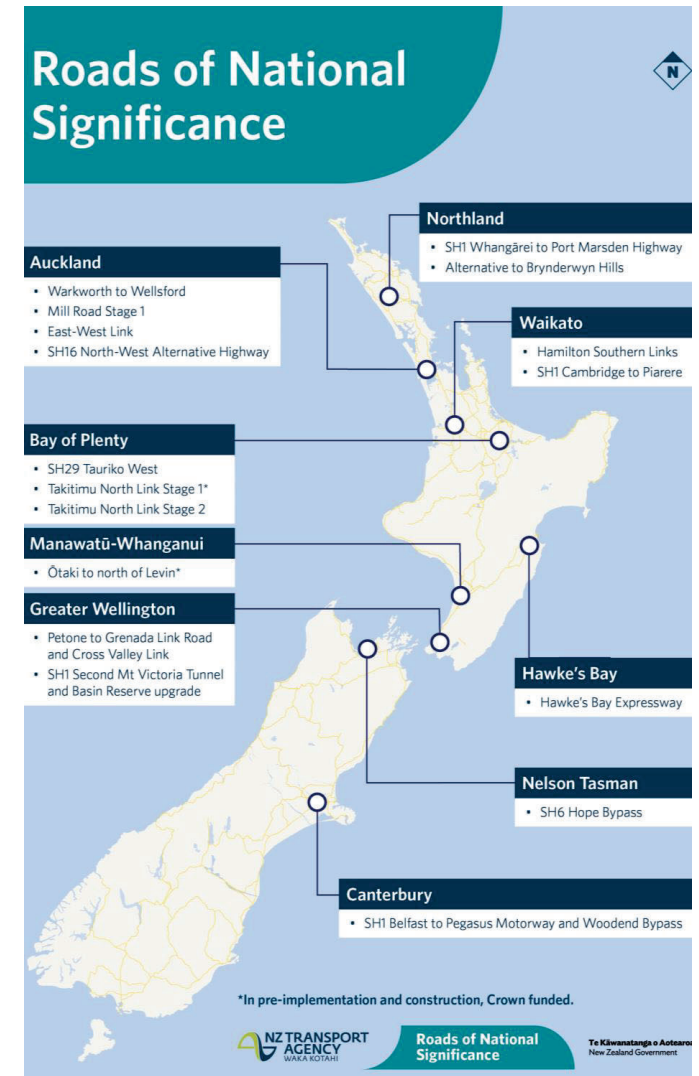 Roads of National
Significance
N
Northland
• SH1 Whangārei to Port Marsden Highway
• Alternative to Brynderwyn Hills
Auckland
• Warkworth to Wellsford
• Mill Road Stage 1
• East-West Link
• SH16 North-West Alternative Highway
Waikato
• Hamilton Southern Links
• SH1 Cambridge to Piarere
Bay of Plenty
• SH29 Tauriko West
• Takitimu North Link Stage 1*
• Takitimu North Link Stage 2
Manawatū-Whanganui
• Ōtaki to north of Levin*
Greater Wellington
• Petone to Grenada Link Road
and Cross Valley Link
• SH1 Second Mt Victoria Tunnel
and Basin Reserve upgrade
Hawke's Bay
• Hawke's Bay Expressway
Nelson Tasman
• SH6 Hope Bypass
Canterbury
• SH1 Belfast to Pegasus Motorway and Woodend Bypass
*In pre-implementation and construction, Crown funded.
NZ TRANSPORT
AGENCY
WAKA KOTAHI
Roads of National
Significance
Te Kāwanatanga o Aotearoa
New Zealand Government